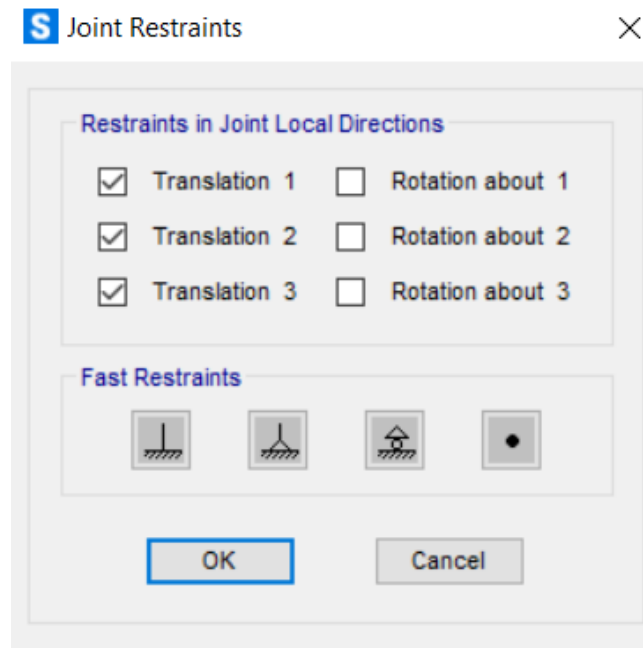 S Joint Restraints
Restraints in Joint Local Directions
Translation 1 Rotation about 1
Translation 2 Rotation about 2
Translation 3 Rotation about 3
Fast Restraints
OK Cancel